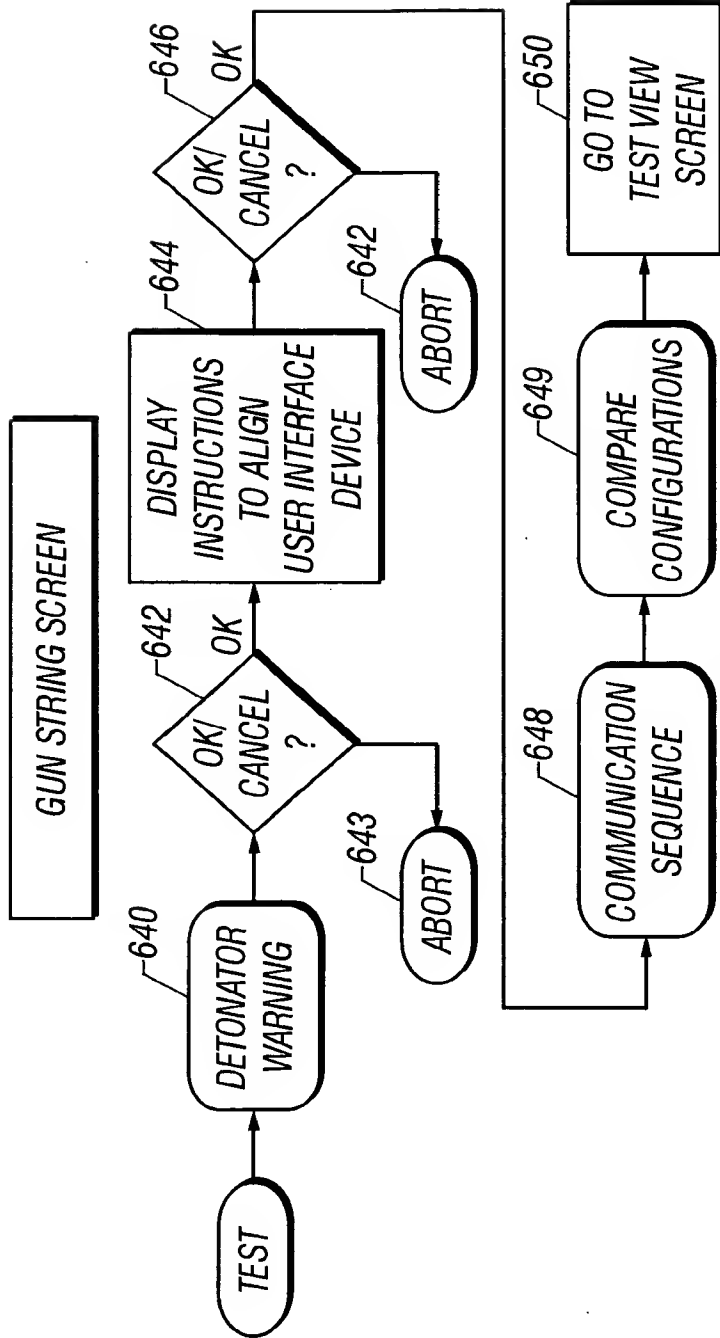 GUN STRING SCREEN
TEST
640
DETONATOR
WARNING
642
OK/
CANCEL
?
OK
643
ABORT
644
DISPLAY
INSTRUCTIONS
TO ALIGN
USER INTERFACE
DEVICE
646
OK/
CANCEL
?
OK
642
ABORT
648
COMMUNICATION
SEQUENCE
649
COMPARE
CONFIGURATIONS
650
GO TO
TEST VIEW
SCREEN